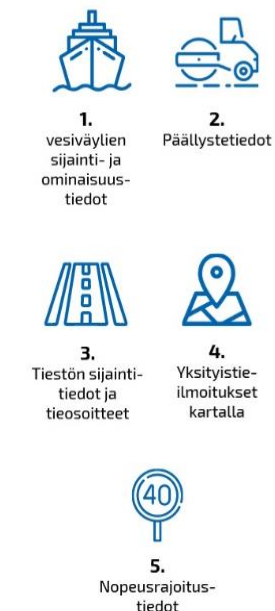 1.
vesiväylien
sijainti- ja
ominaisuus-
tiedot
2.
Päällystetiedot
3.
Tiestön sijainti-
tiedot ja
tieosoitteet
4.
Yksityistie-
ilmoitukset
kartalla
40
5.
Nopeusrajoitus-
tiedot